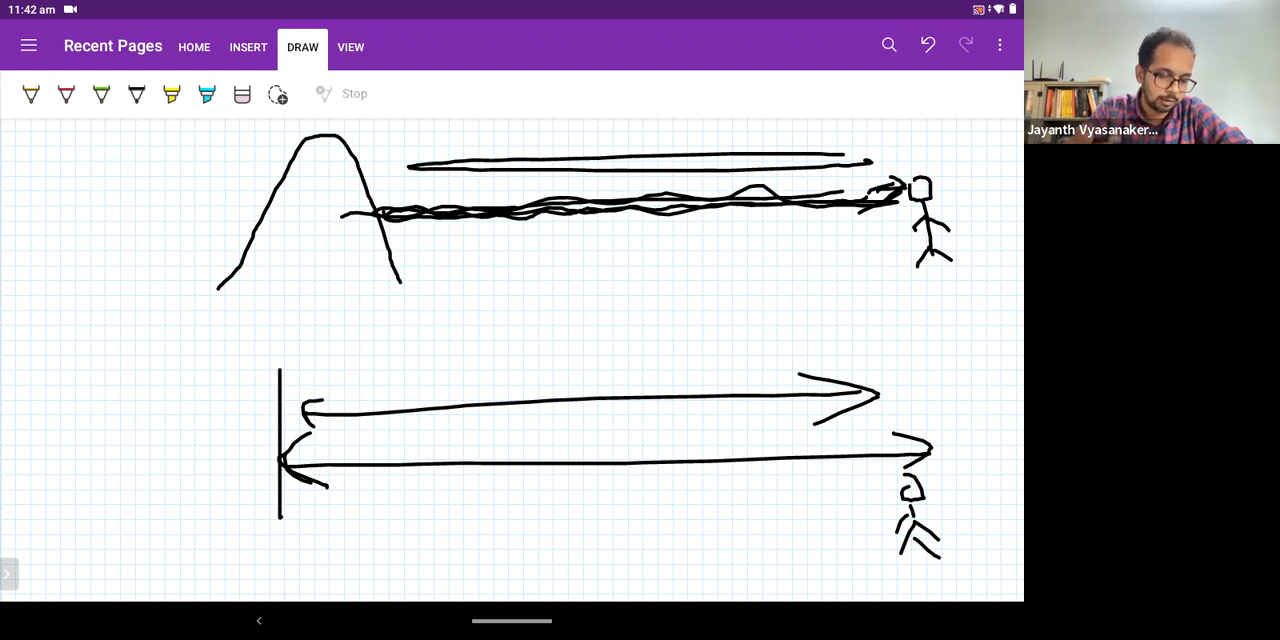 11:42 am
Recent Pages HOME INSERT DRAW VIEW
Stop
Jayanth Vyasanaker...